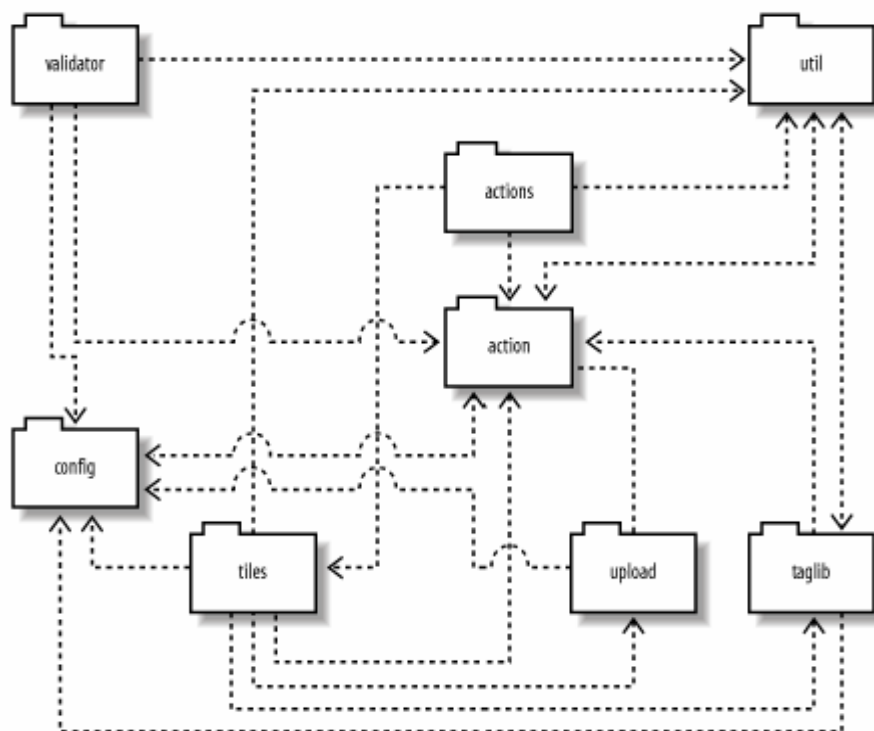 validator
util
actions
action
config
tiles
upload
taglib